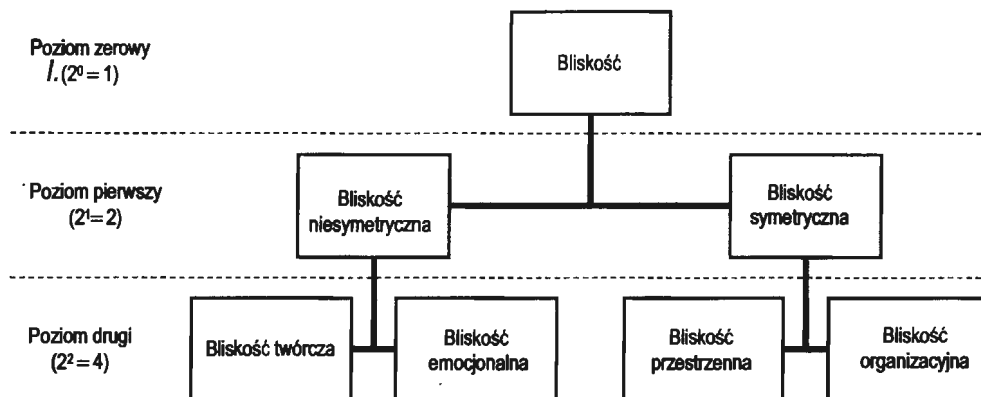 Poziom zerowy
I. (2⁰ = 1)
Bliskość
Poziom pierwszy
(2¹= 2)
Bliskość
niesymetryczna
Bliskość
symetryczna
Poziom drugi
(2² = 4)
Bliskość twórcza
Bliskość
emocjonalna
Bliskość
przestrzenna
Bliskość
organizacyjna